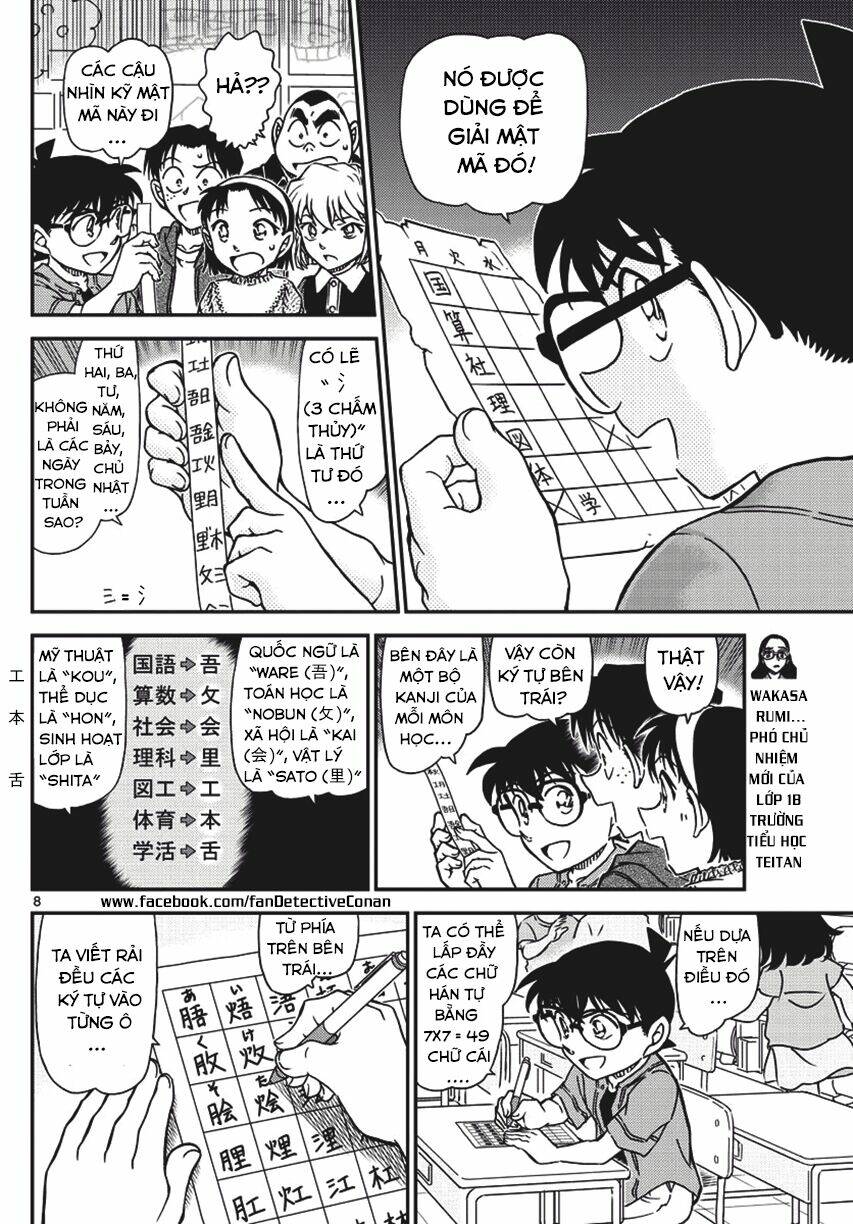 NÓ ĐƯỢC
DÙNG ĐỂ
GIẢI MẬT
MÃ ĐÓ!
HẢ??
CÁC CẬU
NHÌN KỸ MẬT
MÃ NÀY ĐI
...
月 火 水
国
算
社
理
図
体
学
CÓ LẼ
"氵
(3 CHẤM
THỦY)"
LÀ THỨ
TƯ ĐÓ
...
THỨ
HAI, BA,
TƯ,
NĂM,
SÁU,
BẢY,
CHỦ
NHẬT
...
KHÔNG
PHẢI
LÀ CÁC
NGÀY
TRONG
TUẦN
SAO?
ミ=氵
WAKASA
RUMI...
PHÓ CHỦ
NHIỆM
MỚI CỦA
LỚP 1B
TRƯỜNG
TIỂU HỌC
TEITAN
THẬT
VẬY!
VẬY CÒN
KÝ TỰ BÊN
TRÁI?
BÊN ĐÂY LÀ
MỘT BỘ
KANJI CỦA
MỖI MÔN
HỌC...
QUỐC NGỮ LÀ
"WARE (吾)",
TOÁN HỌC LÀ
"NOBUN (攵)",
XÃ HỘI LÀ "KAI
(会)", VẬT LÝ
LÀ "SATO (里)"
国語➡吾
算数➡攵
社会➡会
理科➡里
図工➡工
体育➡本
学活➡舌
MỸ THUẬT
LÀ "KOU",
THỂ DỤC
LÀ "HON",
SINH HOẠT
LỚP LÀ
"SHITA"
工
本
舌
8
www.facebook.com/fanDetectiveConan
NẾU DỰA
TRÊN
ĐIỀU ĐÓ
...
TA CÓ THỂ
LẤP ĐẦY
CÁC CHỮ
HÁN TỰ
BẰNG
7X7 = 49
CHỮ CÁI
....
TỪ PHÍA
TRÊN BÊN
TRÁI...
TA VIẾT RẢI
ĐỀU CÁC
KÝ TỰ VÀO
TỪNG Ô
...